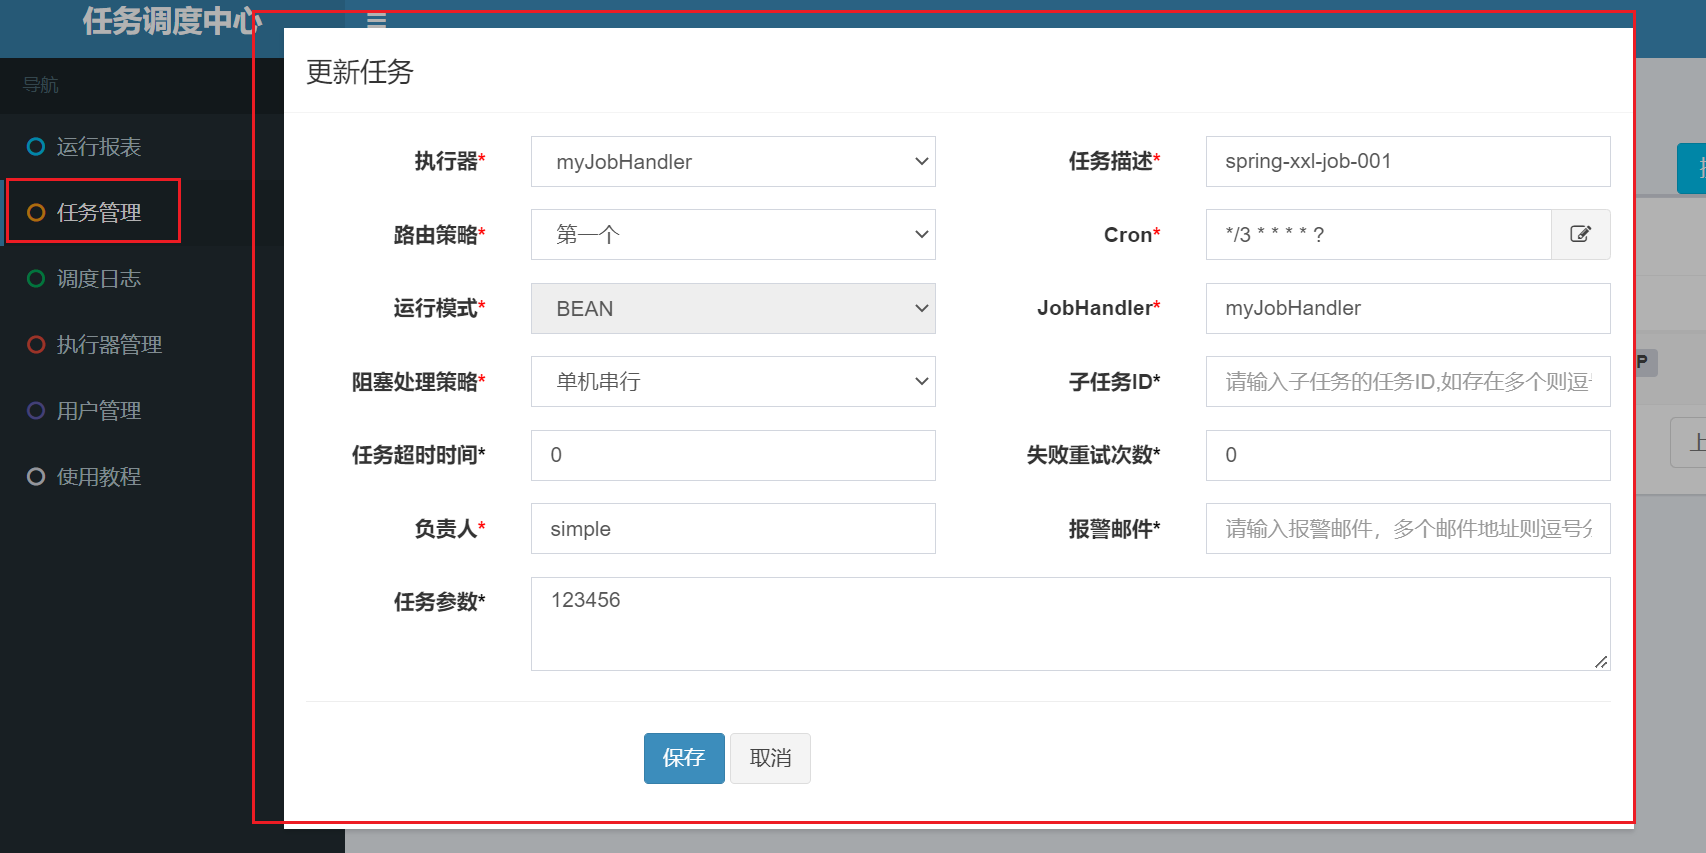 任务调度中心
导航
运行报表
任务管理
调度日志
执行器管理
用户管理
使用教程
更新任务
执行器* myJobHandler 任务描述* spring-xxl-job-001
路由策略* 第一个 Cron* */3 * * * * ?
运行模式* BEAN JobHandler* myJobHandler
阻塞处理策略* 单机串行 子任务ID* 请输入子任务的任务ID,如存在多个则逗
任务超时时间* 0 失败重试次数* 0
负责人* simple 报警邮件* 请输入报警邮件，多个邮件地址则逗号分
任务参数* 123456
保存 取消
P
上